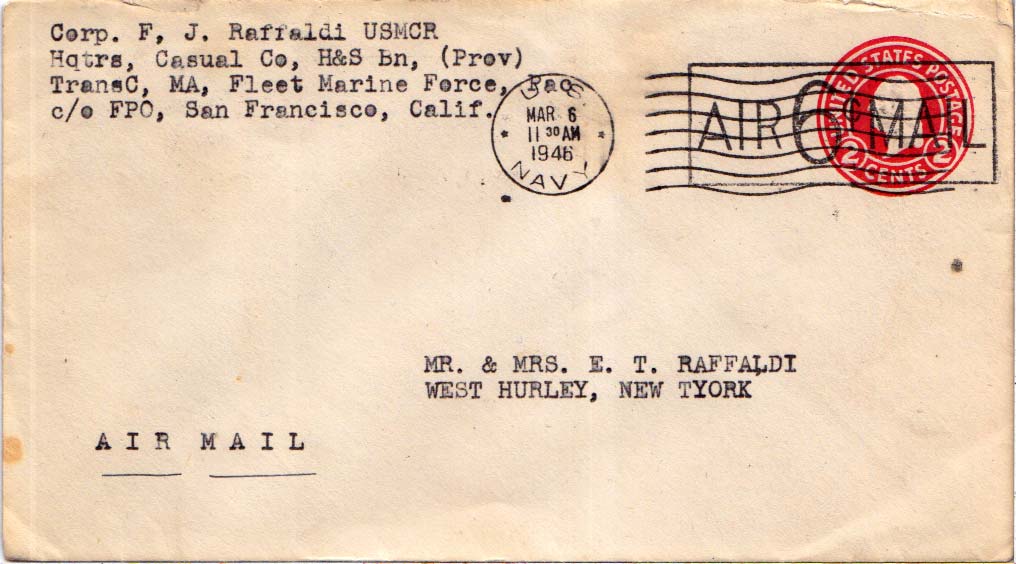 Corp. F, J. Raffaldi USMCR
Hqtrs, Casual Co, H&S Bn, (Prov)
TransC, MA, Fleet Marine Force, Pac
c/o FPO, San Francisco, Calif.
U.S.
MAR 6
11 30 AM
1946
NAVY
AIR 6¢ MAIL
UNITED STATES POSTAGE
2 CENTS 2
MR. & MRS. E. T. RAFFALDI
WEST HURLEY, NEW TYORK
AIR MAIL